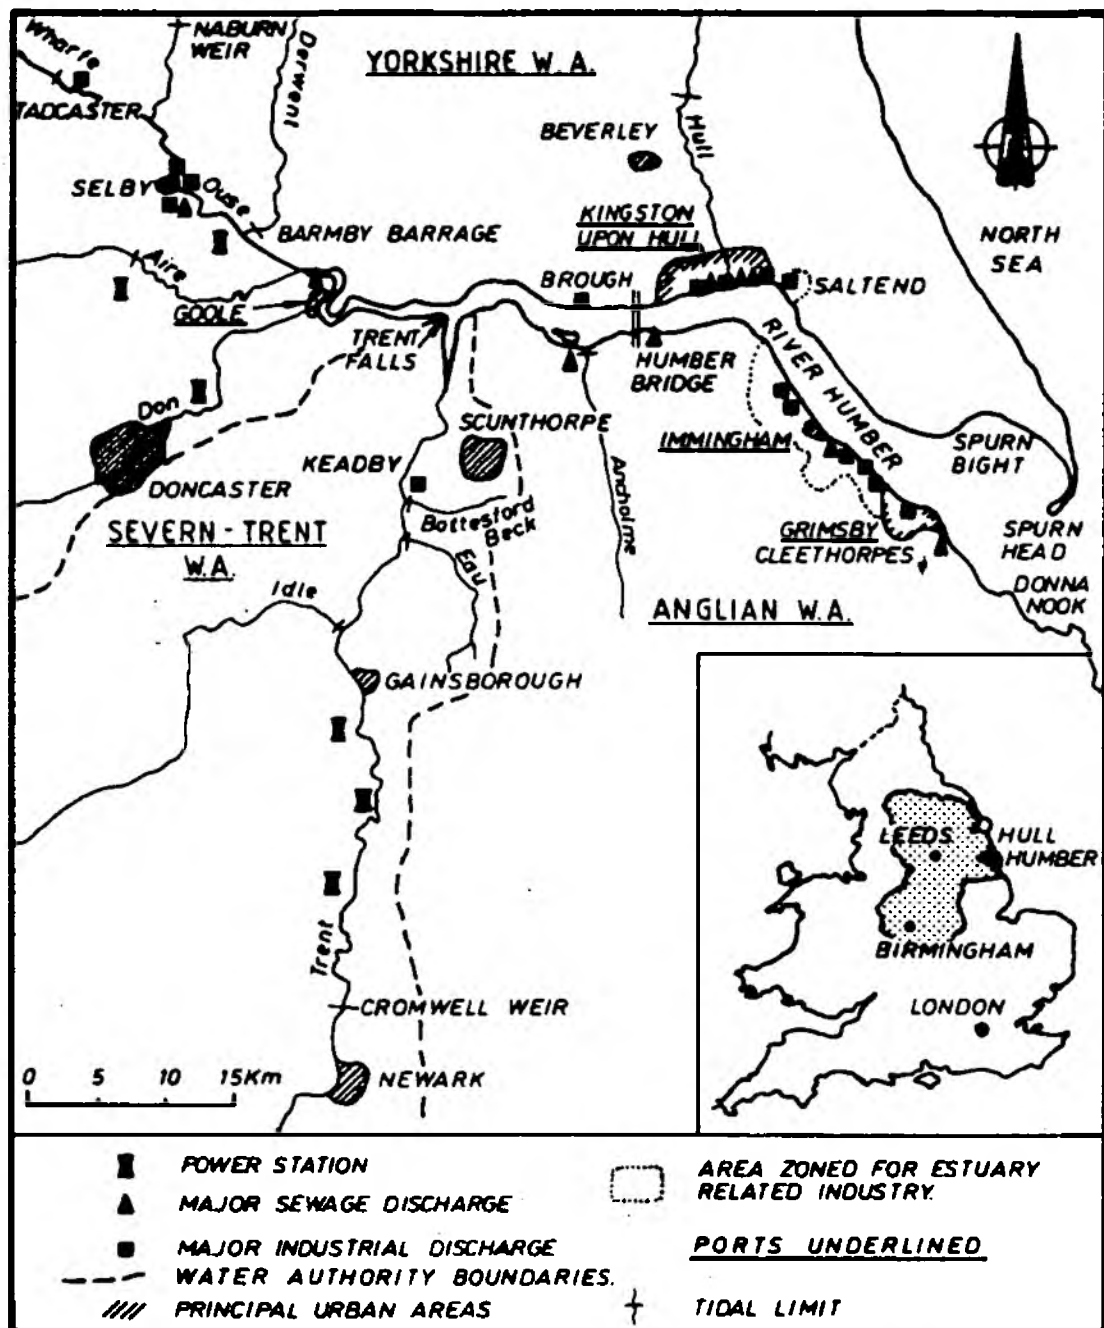 Wharfe
NABURN
WEIR
Derwent
YORKSHIRE W.A.
TADCASTER
BEVERLEY
Hull
SELBY
Ouse
KINGSTON
UPON HULL
NORTH
SEA
BARMBY BARRAGE
Aire
BROUGH
SALTEND
GOOLE
TRENT
FALLS
HUMBER
BRIDGE
RIVER HUMBER
Don
SCUNTHORPE
IMMINGHAM
SPURN
BIGHT
KEADBY
DONCASTER
Bottesford
Beck
Ancholme
GRIMSBY
CLEETHORPES
SPURN
HEAD
SEVERN-TRENT
W.A.
Eau
DONNA
NOOK
Idle
ANGLIAN W.A.
GAINSBOROUGH
LEEDS
HULL
HUMBER
BIRMINGHAM
Trent
CROMWELL WEIR
LONDON
0 5 10 15Km
NEWARK
POWER STATION
MAJOR SEWAGE DISCHARGE
MAJOR INDUSTRIAL DISCHARGE
WATER AUTHORITY BOUNDARIES.
PRINCIPAL URBAN AREAS
AREA ZONED FOR ESTUARY
RELATED INDUSTRY.
PORTS UNDERLINED
TIDAL LIMIT